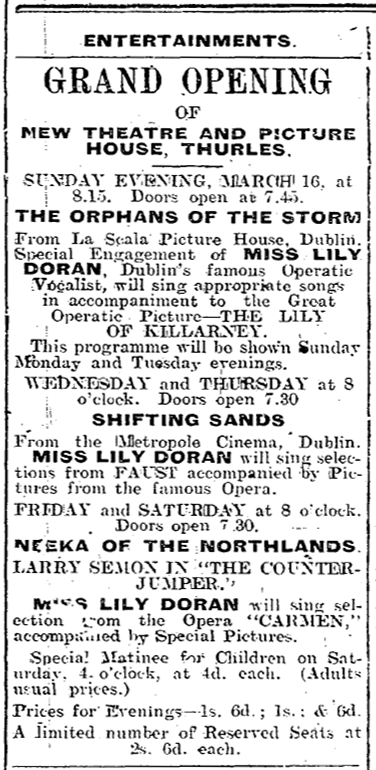 ENTERTAINMENTS.
GRAND OPENING
OF
NEW THEATRE AND PICTURE
HOUSE, THURLES.
SUNDAY EVENING, MARCH 16, at
8.15. Doors open at 7.45.
THE ORPHANS OF THE STORM
From La Scala Picture House, Dublin.
Special Engagement of MISS LILY
DORAN, Dublin's famous Operatic
Vocalist, will sing appropriate songs
in accompaniment to the Great
Operatic Picture—THE LILY
OF KILLARNEY.
This programme will be shown Sunday
Monday and Tuesday evenings.
WEDNESDAY and THURSDAY at 8
o'clock. Doors open 7.30
SHIFTING SANDS
From the Metropole Cinema, Dublin.
MISS LILY DORAN will sing selec-
tions from FAUST accompanied by Pic-
tures from the famous Opera.
FRIDAY and SATURDAY at 8 o'clock.
Doors open 7.30.
NEEKA OF THE NORTHLANDS.
LARRY SEMON IN "THE COUNTER-
JUMPER."
MISS LILY DORAN will sing sel-
ection from the Opera "CARMEN,"
accompanied by Special Pictures.
Special Matinee for Children on Sat-
urday, 4. o'clock, at 4d. each. (Adults
usual prices.)
Prices for Evenings—1s. 6d.; 1s.: & 6d.
A limited number of Reserved Seats at
2s. 6d. each.